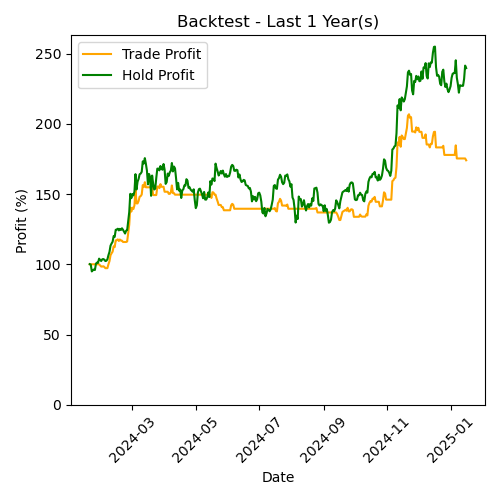 Backtest - Last 1 Year(s)
Trade Profit
Hold Profit
Profit (%)
250
200
150
100
50
0
2024-03
2024-05
2024-07
2024-09
2024-11
2025-01
Date